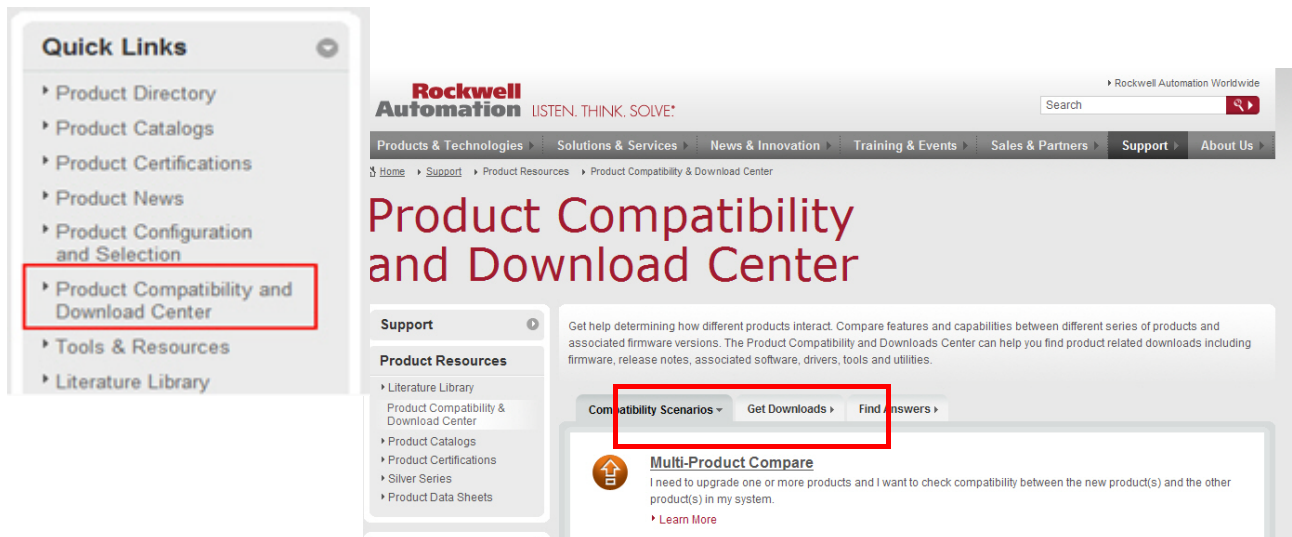 Quick Links
Product Directory
Product Catalogs
Product Certifications
Product News
Product Configuration
and Selection
Product Compatibility and
Download Center
Tools & Resources
Literature Library
Rockwell
Automation LISTEN. THINK. SOLVE.
Rockwell Automation Worldwide
Search
Products & Technologies Solutions & Services News & Innovation Training & Events Sales & Partners Support About Us
Home Support Product Resources Product Compatibility & Download Center
Product Compatibility
and Download Center
Support
Product Resources
Literature Library
Product Compatibility &
Download Center
Product Catalogs
Product Certifications
Silver Series
Product Data Sheets
Get help determining how different products interact. Compare features and capabilities between different series of products and
associated firmware versions. The Product Compatibility and Downloads Center can help you find product related downloads including
firmware, release notes, associated software, drivers, tools and utilities.
Compatibility Scenarios Get Downloads Find Answers
Multi-Product Compare
I need to upgrade one or more products and I want to check compatibility between the new product(s) and the other
product(s) in my system.
Learn More